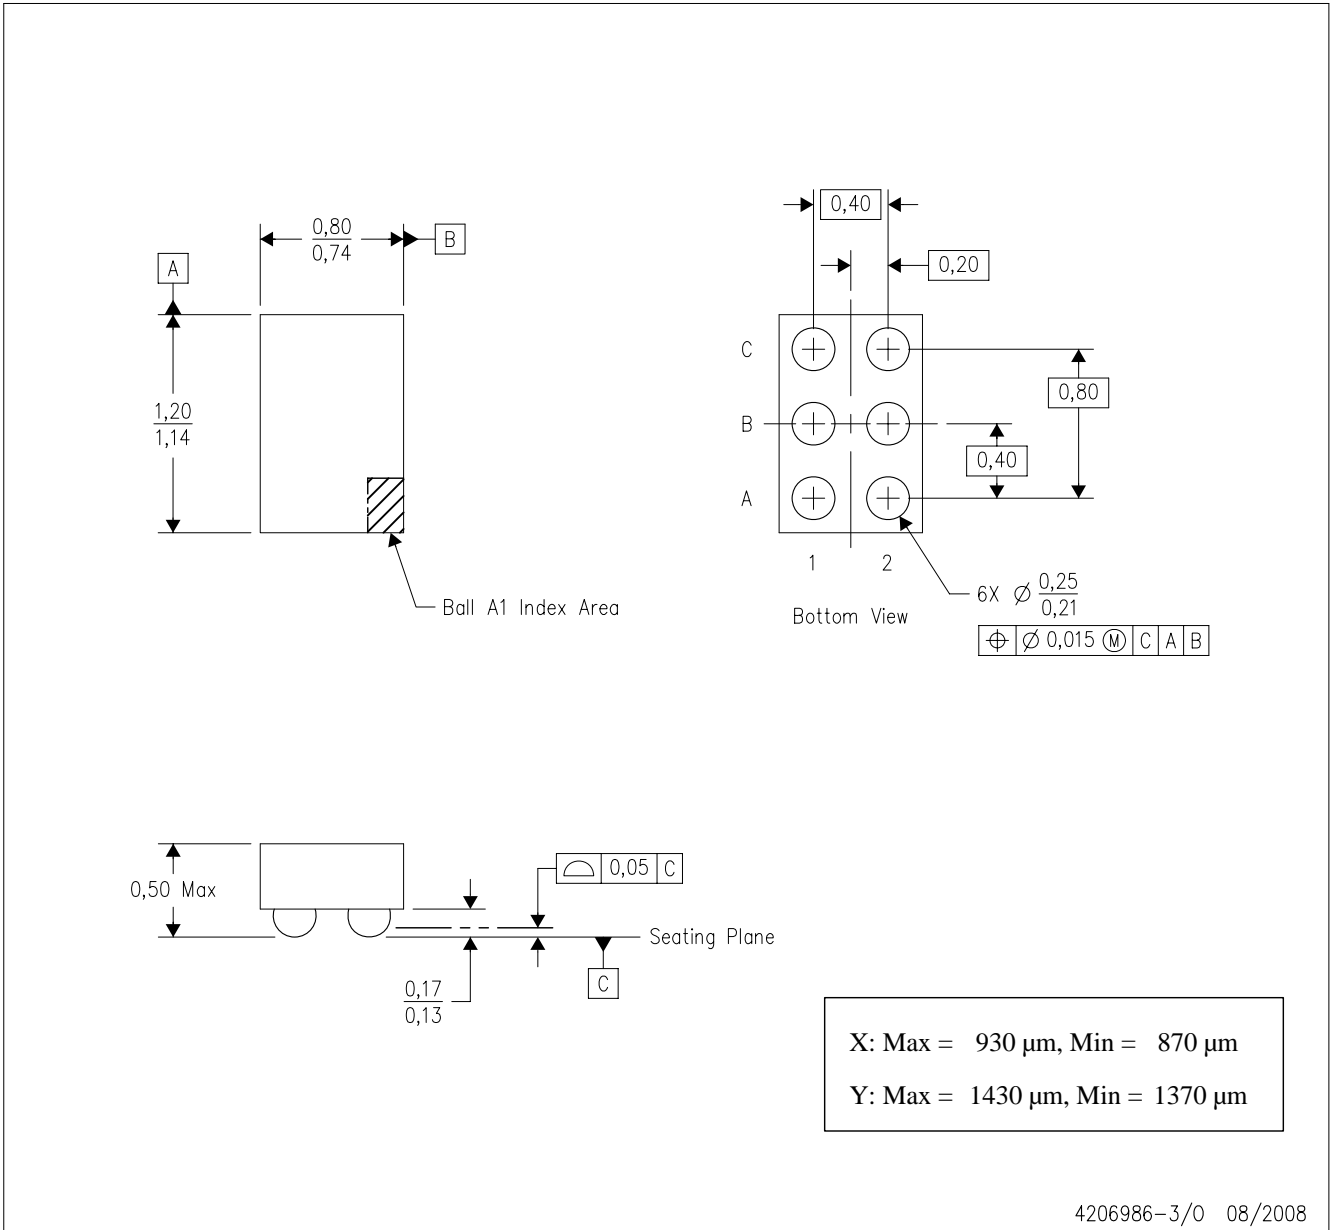 0,40
0,80
0,74
B
0,20
A
C
1,20
1,14
0,80
B
0,40
A
1 2
6X Ø 0,25
0,21
Ball A1 Index Area
Bottom View
⌖ Ø 0,015 Ⓜ C A B
0,50 Max
⌓ 0,05 C
Seating Plane
C
0,17
0,13
X: Max = 930 µm, Min = 870 µm
Y: Max = 1430 µm, Min = 1370 µm
4206986-3/O 08/2008